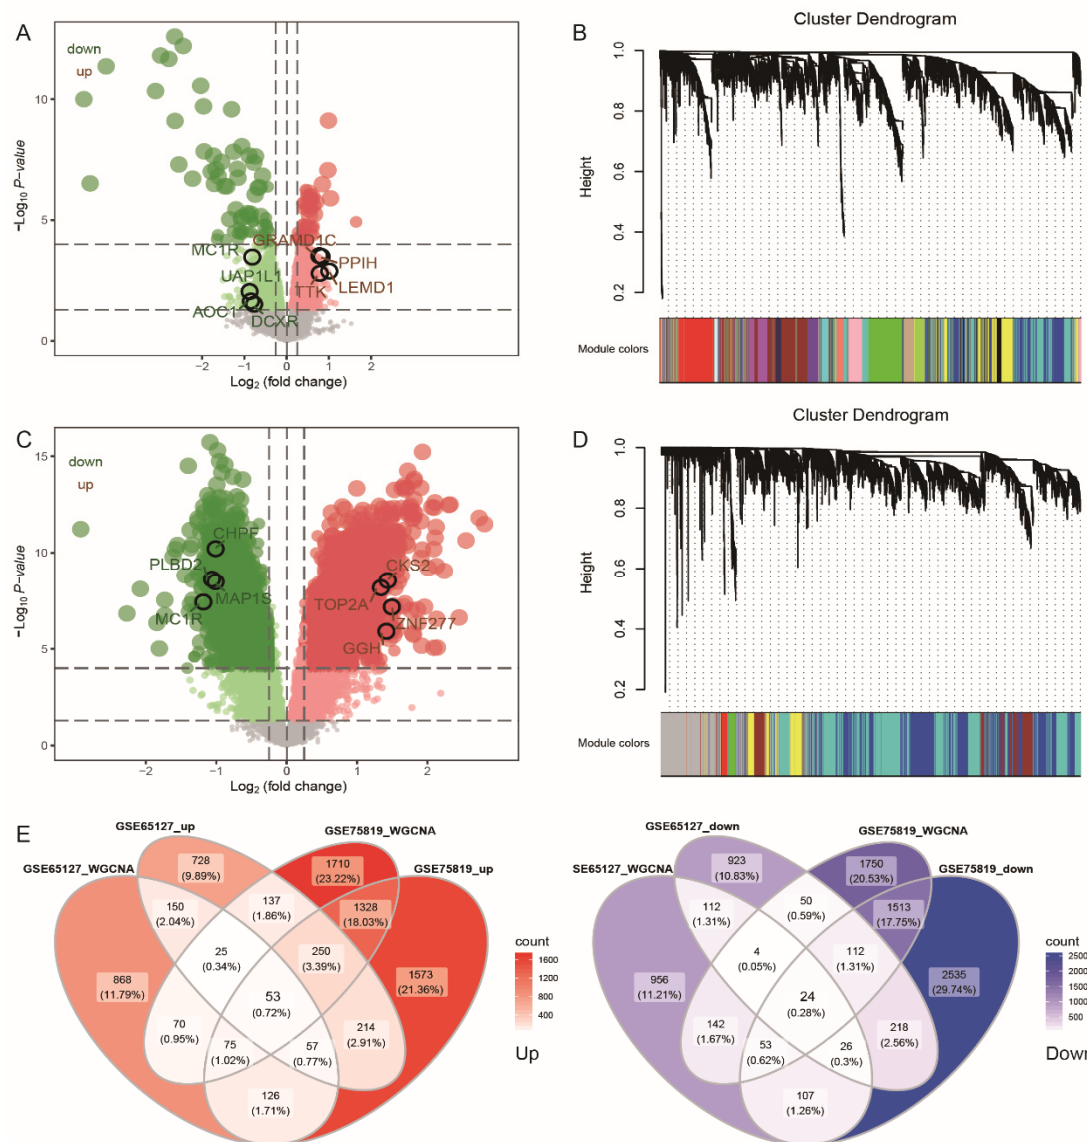 A
down
up
10
5
0
−Log10 P-value
MC1R
GRAMD1C
PPIH
UAP1L1
TTK
LEMD1
AOC1
DCXR
−2
−1
0
1
2
Log2 (fold change)
B
Cluster Dendrogram
Height
1.0
0.8
0.6
0.4
0.2
Module colors
C
down
up
15
10
5
0
−Log10 P-value
CHPF
PLBD2
CKS2
MAP1S
TOP2A
MC1R
ZNF277
GGH
−2
−1
0
1
2
Log2 (fold change)
D
Cluster Dendrogram
Height
1.0
0.8
0.6
0.4
0.2
Module colors
E
GSE65127_up
GSE75819_WGCNA
GSE65127_WGCNA
GSE75819_up
728
(9.89%)
1710
(23.22%)
150
(2.04%)
137
(1.86%)
1328
(18.03%)
25
(0.34%)
250
(3.39%)
868
(11.79%)
1573
(21.36%)
53
(0.72%)
70
(0.95%)
214
(2.91%)
75
(1.02%)
57
(0.77%)
126
(1.71%)
count
1600
1200
800
400
Up
GSE65127_down
GSE75819_WGCNA
SE65127_WGCNA
GSE75819_down
923
(10.83%)
1750
(20.53%)
112
(1.31%)
50
(0.59%)
1513
(17.75%)
4
(0.05%)
112
(1.31%)
956
(11.21%)
2535
(29.74%)
24
(0.28%)
142
(1.67%)
218
(2.56%)
53
(0.62%)
26
(0.3%)
107
(1.26%)
count
2500
2000
1500
1000
500
Down